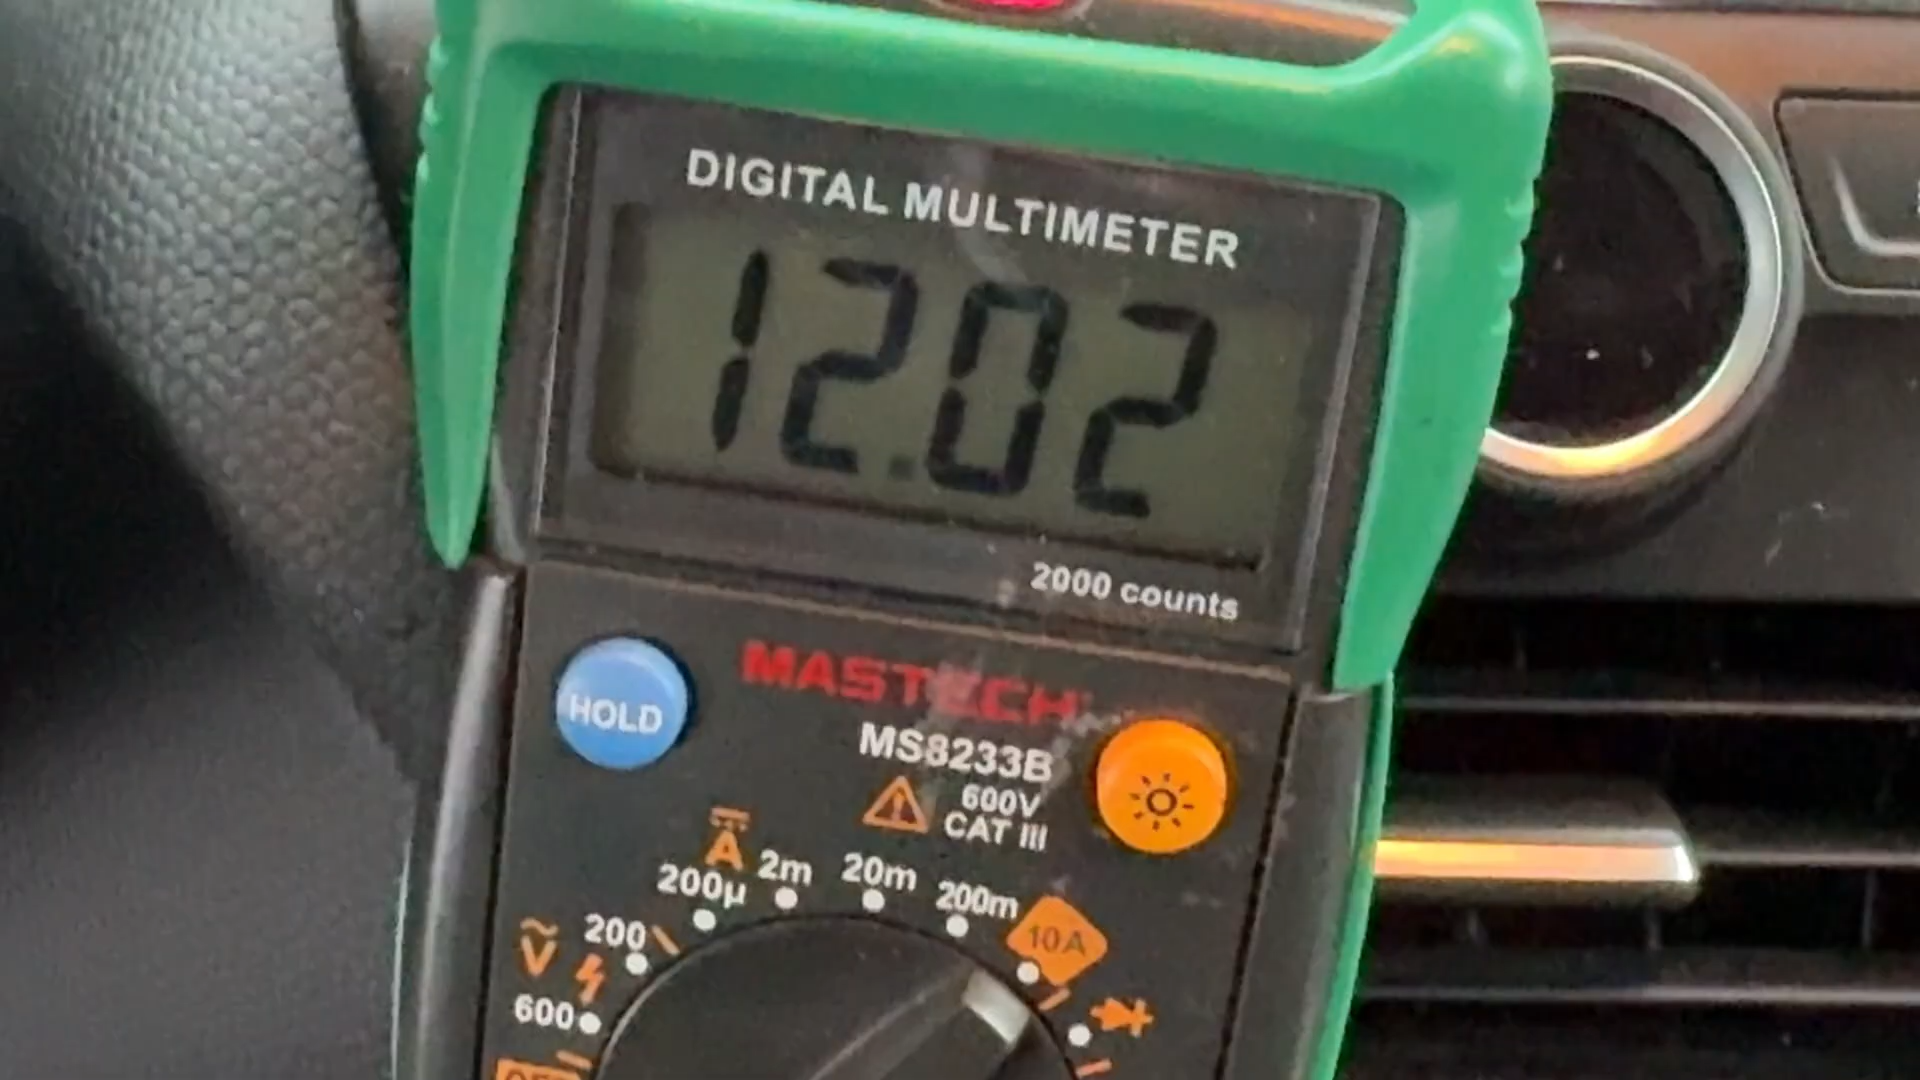 DIGITAL MULTIMETER
12.02
2000 counts
HOLD
MASTECH
MS8233B
600V
CAT III
A
200µ
2m
20m
200m
10A
V
200
600